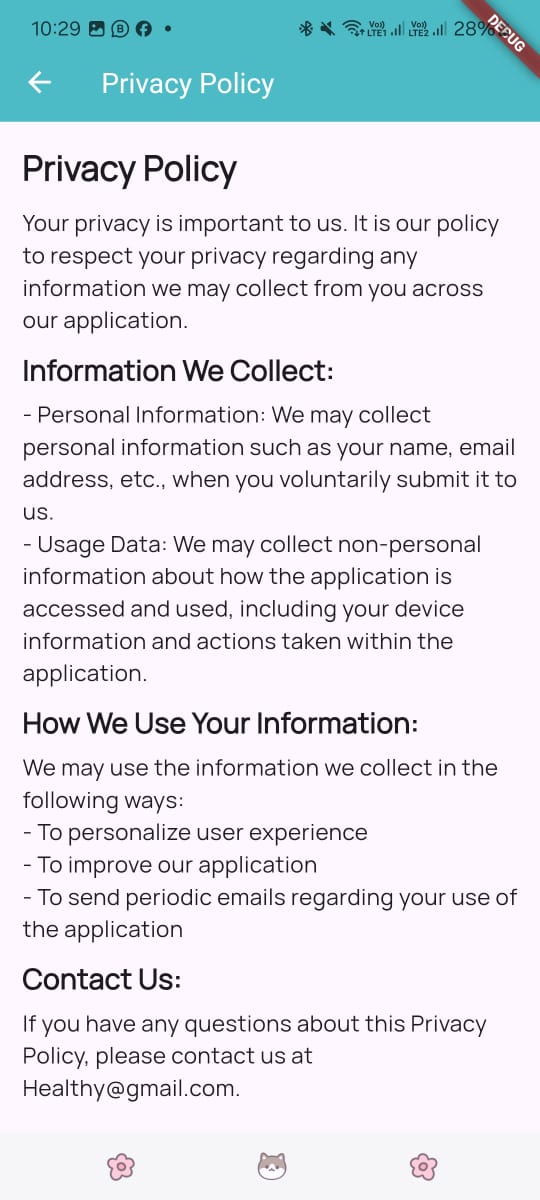 10:29
Vo)) LTE1
Vo)) LTE2
28%
DEBUG
Privacy Policy
Privacy Policy
Your privacy is important to us. It is our policy
to respect your privacy regarding any
information we may collect from you across
our application.
Information We Collect:
- Personal Information: We may collect
personal information such as your name, email
address, etc., when you voluntarily submit it to
us.
- Usage Data: We may collect non-personal
information about how the application is
accessed and used, including your device
information and actions taken within the
application.
How We Use Your Information:
We may use the information we collect in the
following ways:
- To personalize user experience
- To improve our application
- To send periodic emails regarding your use of
the application
Contact Us:
If you have any questions about this Privacy
Policy, please contact us at
Healthy@gmail.com.